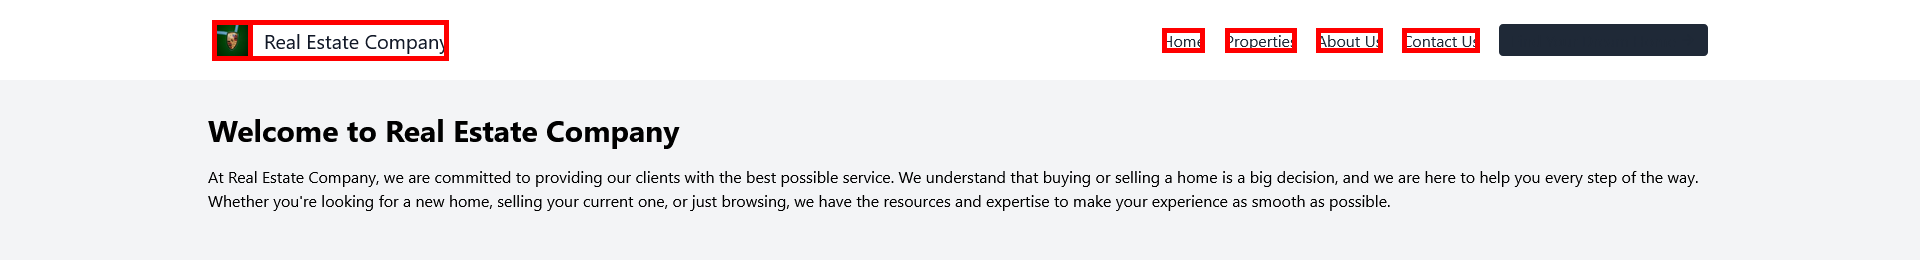 Real Estate Company
Home Properties About Us Contact Us
Welcome to Real Estate Company
At Real Estate Company, we are committed to providing our clients with the best possible service. We understand that buying or selling a home is a big decision, and we are here to help you every step of the way.
Whether you're looking for a new home, selling your current one, or just browsing, we have the resources and expertise to make your experience as smooth as possible.